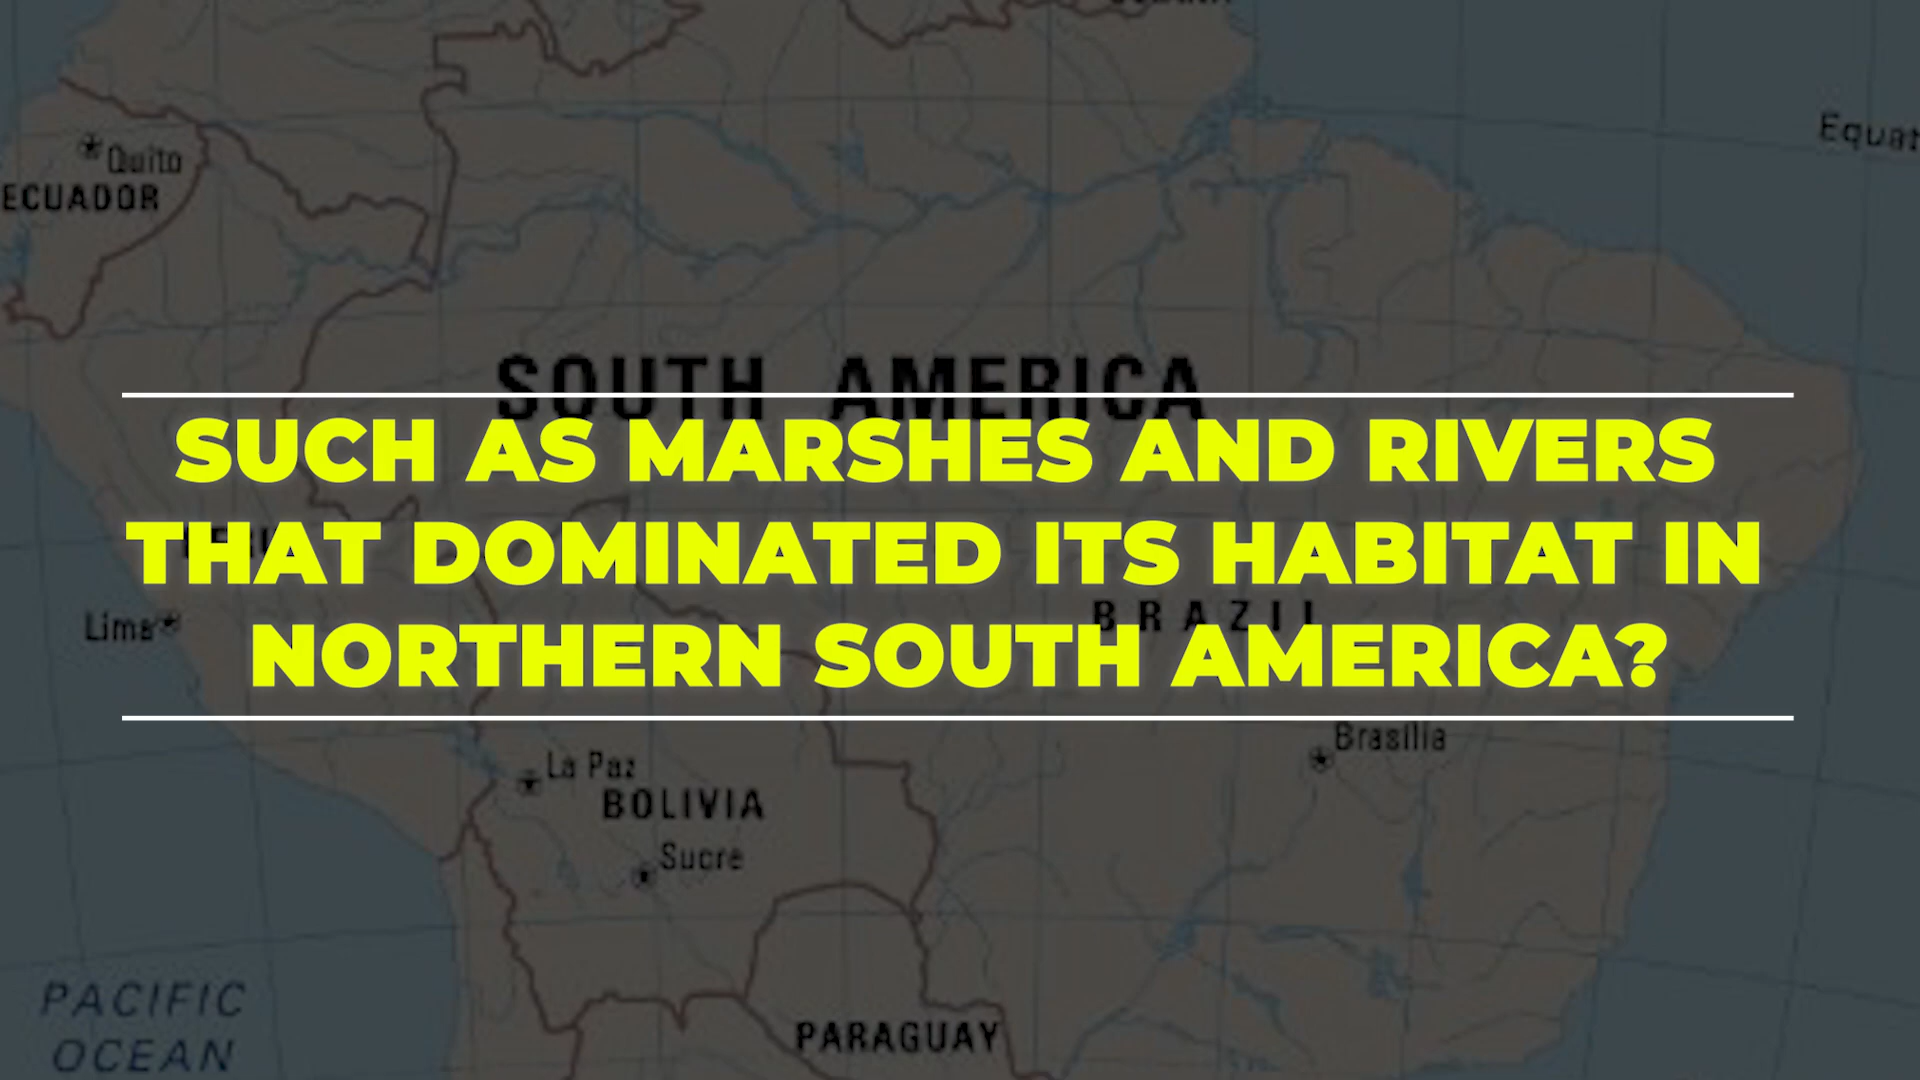 Equat
Quito
ECUADOR
SOUTH AMERICA
SUCH AS MARSHES AND RIVERS
THAT DOMINATED ITS HABITAT IN
BRAZIL
Lima
NORTHERN SOUTH AMERICA?
Brasilia
La Paz
BOLIVIA
Sucre
PACIFIC
OCEAN
PARAGUAY